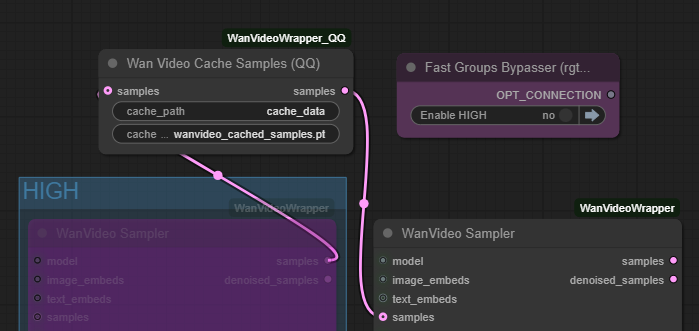 WanVideoWrapper_QQ
Wan Video Cache Samples (QQ)
samples samples
cache_path cache_data
cache ... wanvideo_cached_samples.pt
Fast Groups Bypasser (rgt...
OPT_CONNECTION
Enable HIGH no
HIGH
WanVideoWrapper
WanVideo Sampler
model samples
image_embeds denoised_samples
text_embeds
samples
WanVideoWrapper
WanVideo Sampler
model samples
image_embeds denoised_samples
text_embeds
samples